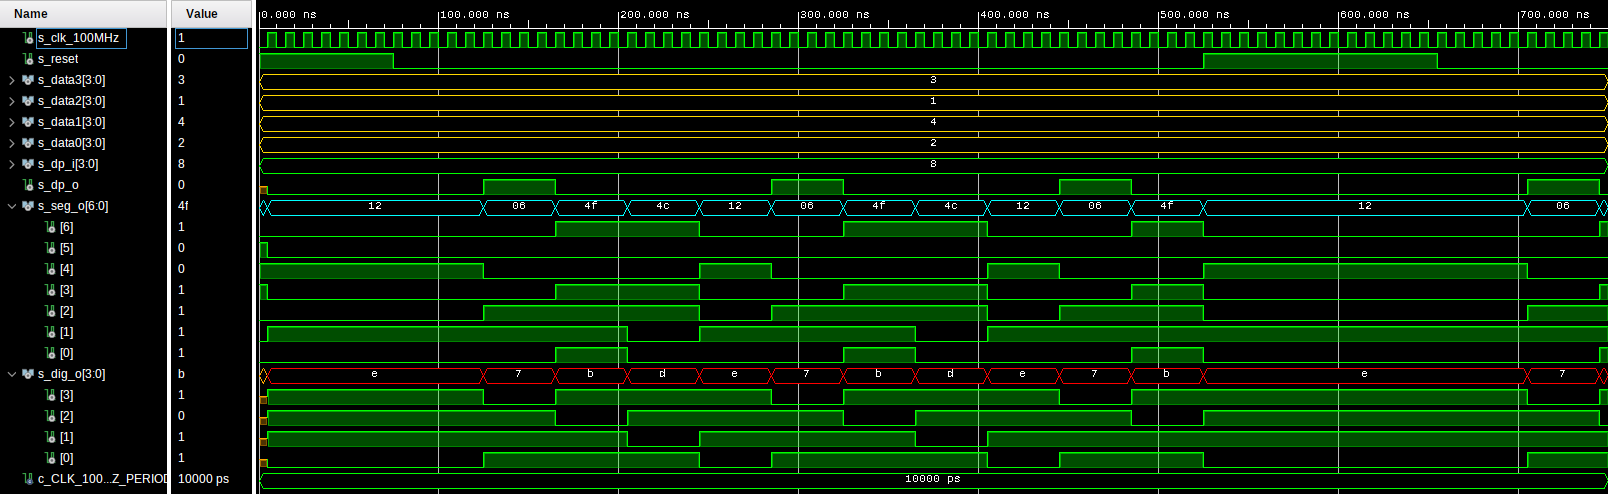 Name Value 0.000 ns 100.000 ns 200.000 ns 300.000 ns 400.000 ns 500.000 ns 600.000 ns 700.000 ns
s_clk_100MHz 1
s_reset 0
s_data3[3:0] 3 3
s_data2[3:0] 1 1
s_data1[3:0] 4 4
s_data0[3:0] 2 2
s_dp_i[3:0] 8 8
s_dp_o 0
s_seg_o[6:0] 4f 12 06 4f 4c 12 06 4f 4c 12 06 4f 12 06
[6] 1
[5] 0
[4] 0
[3] 1
[2] 1
[1] 1
[0] 1
s_dig_o[3:0] b e 7 b d e 7 b d e 7 b e 7
[3] 1
[2] 0
[1] 1
[0] 1
c_CLK_100...Z_PERIOD 10000 ps 10000 ps